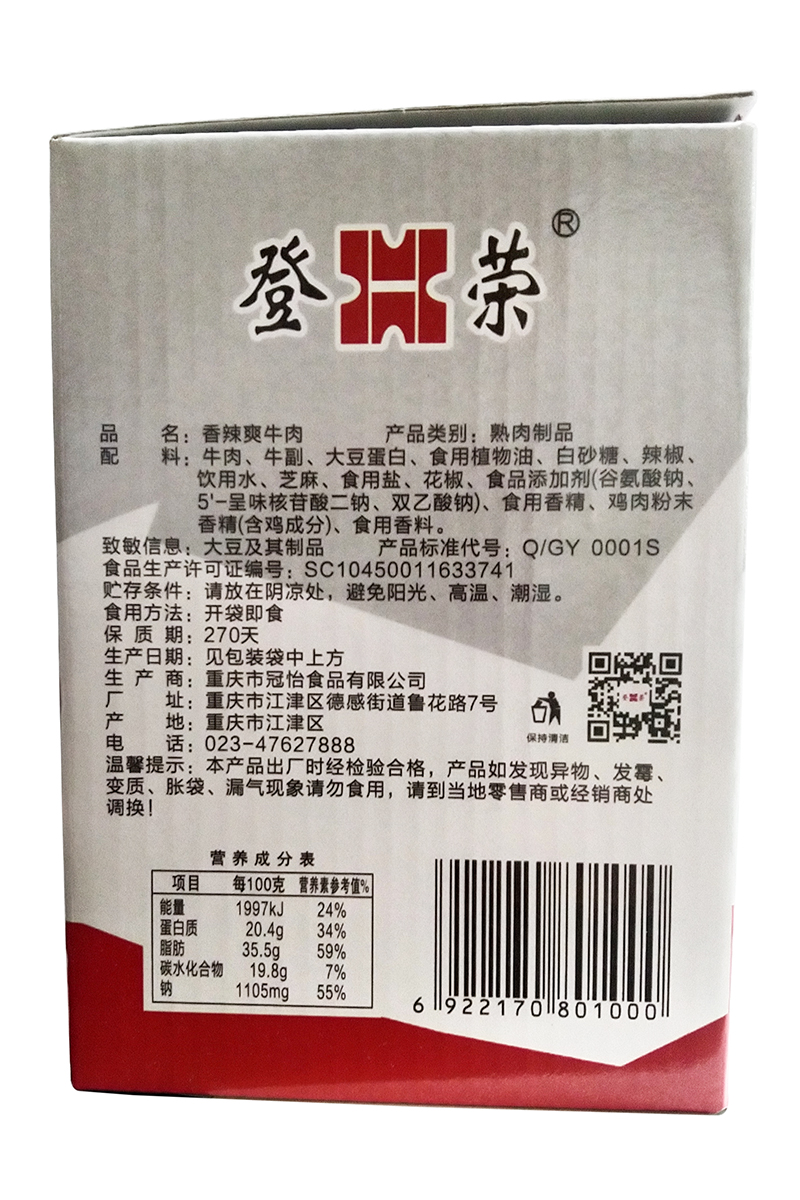 登 荣 ®
品 名：香辣爽牛肉 产品类别：熟肉制品
配 料：牛肉、牛副、大豆蛋白、食用植物油、白砂糖、辣椒、
饮用水、芝麻、食用盐、花椒、食品添加剂(谷氨酸钠、
5'-呈味核苷酸二钠、双乙酸钠)、食用香精、鸡肉粉末
香精(含鸡成分)、食用香料。
致敏信息：大豆及其制品 产品标准代号：Q/GY 0001S
食品生产许可证编号：SC10450011633741
贮存条件：请放在阴凉处，避免阳光、高温、潮湿。
食用方法：开袋即食
保 质 期：270天
生产日期：见包装袋中上方
生 产 商：重庆市冠怡食品有限公司
厂 址：重庆市江津区德感街道鲁花路7号
产 地：重庆市江津区
电 话：023-47627888
保持清洁
温馨提示：本产品出厂时经检验合格，产品如发现异物、发霉、
变质、胀袋、漏气现象请勿食用，请到当地零售商或经销商处
调换！
营养成分表
项目 每100克 营养素参考值%
能量 1997kJ 24%
蛋白质 20.4g 34%
脂肪 35.5g 59%
碳水化合物 19.8g 7%
钠 1105mg 55%
6 922170 801000